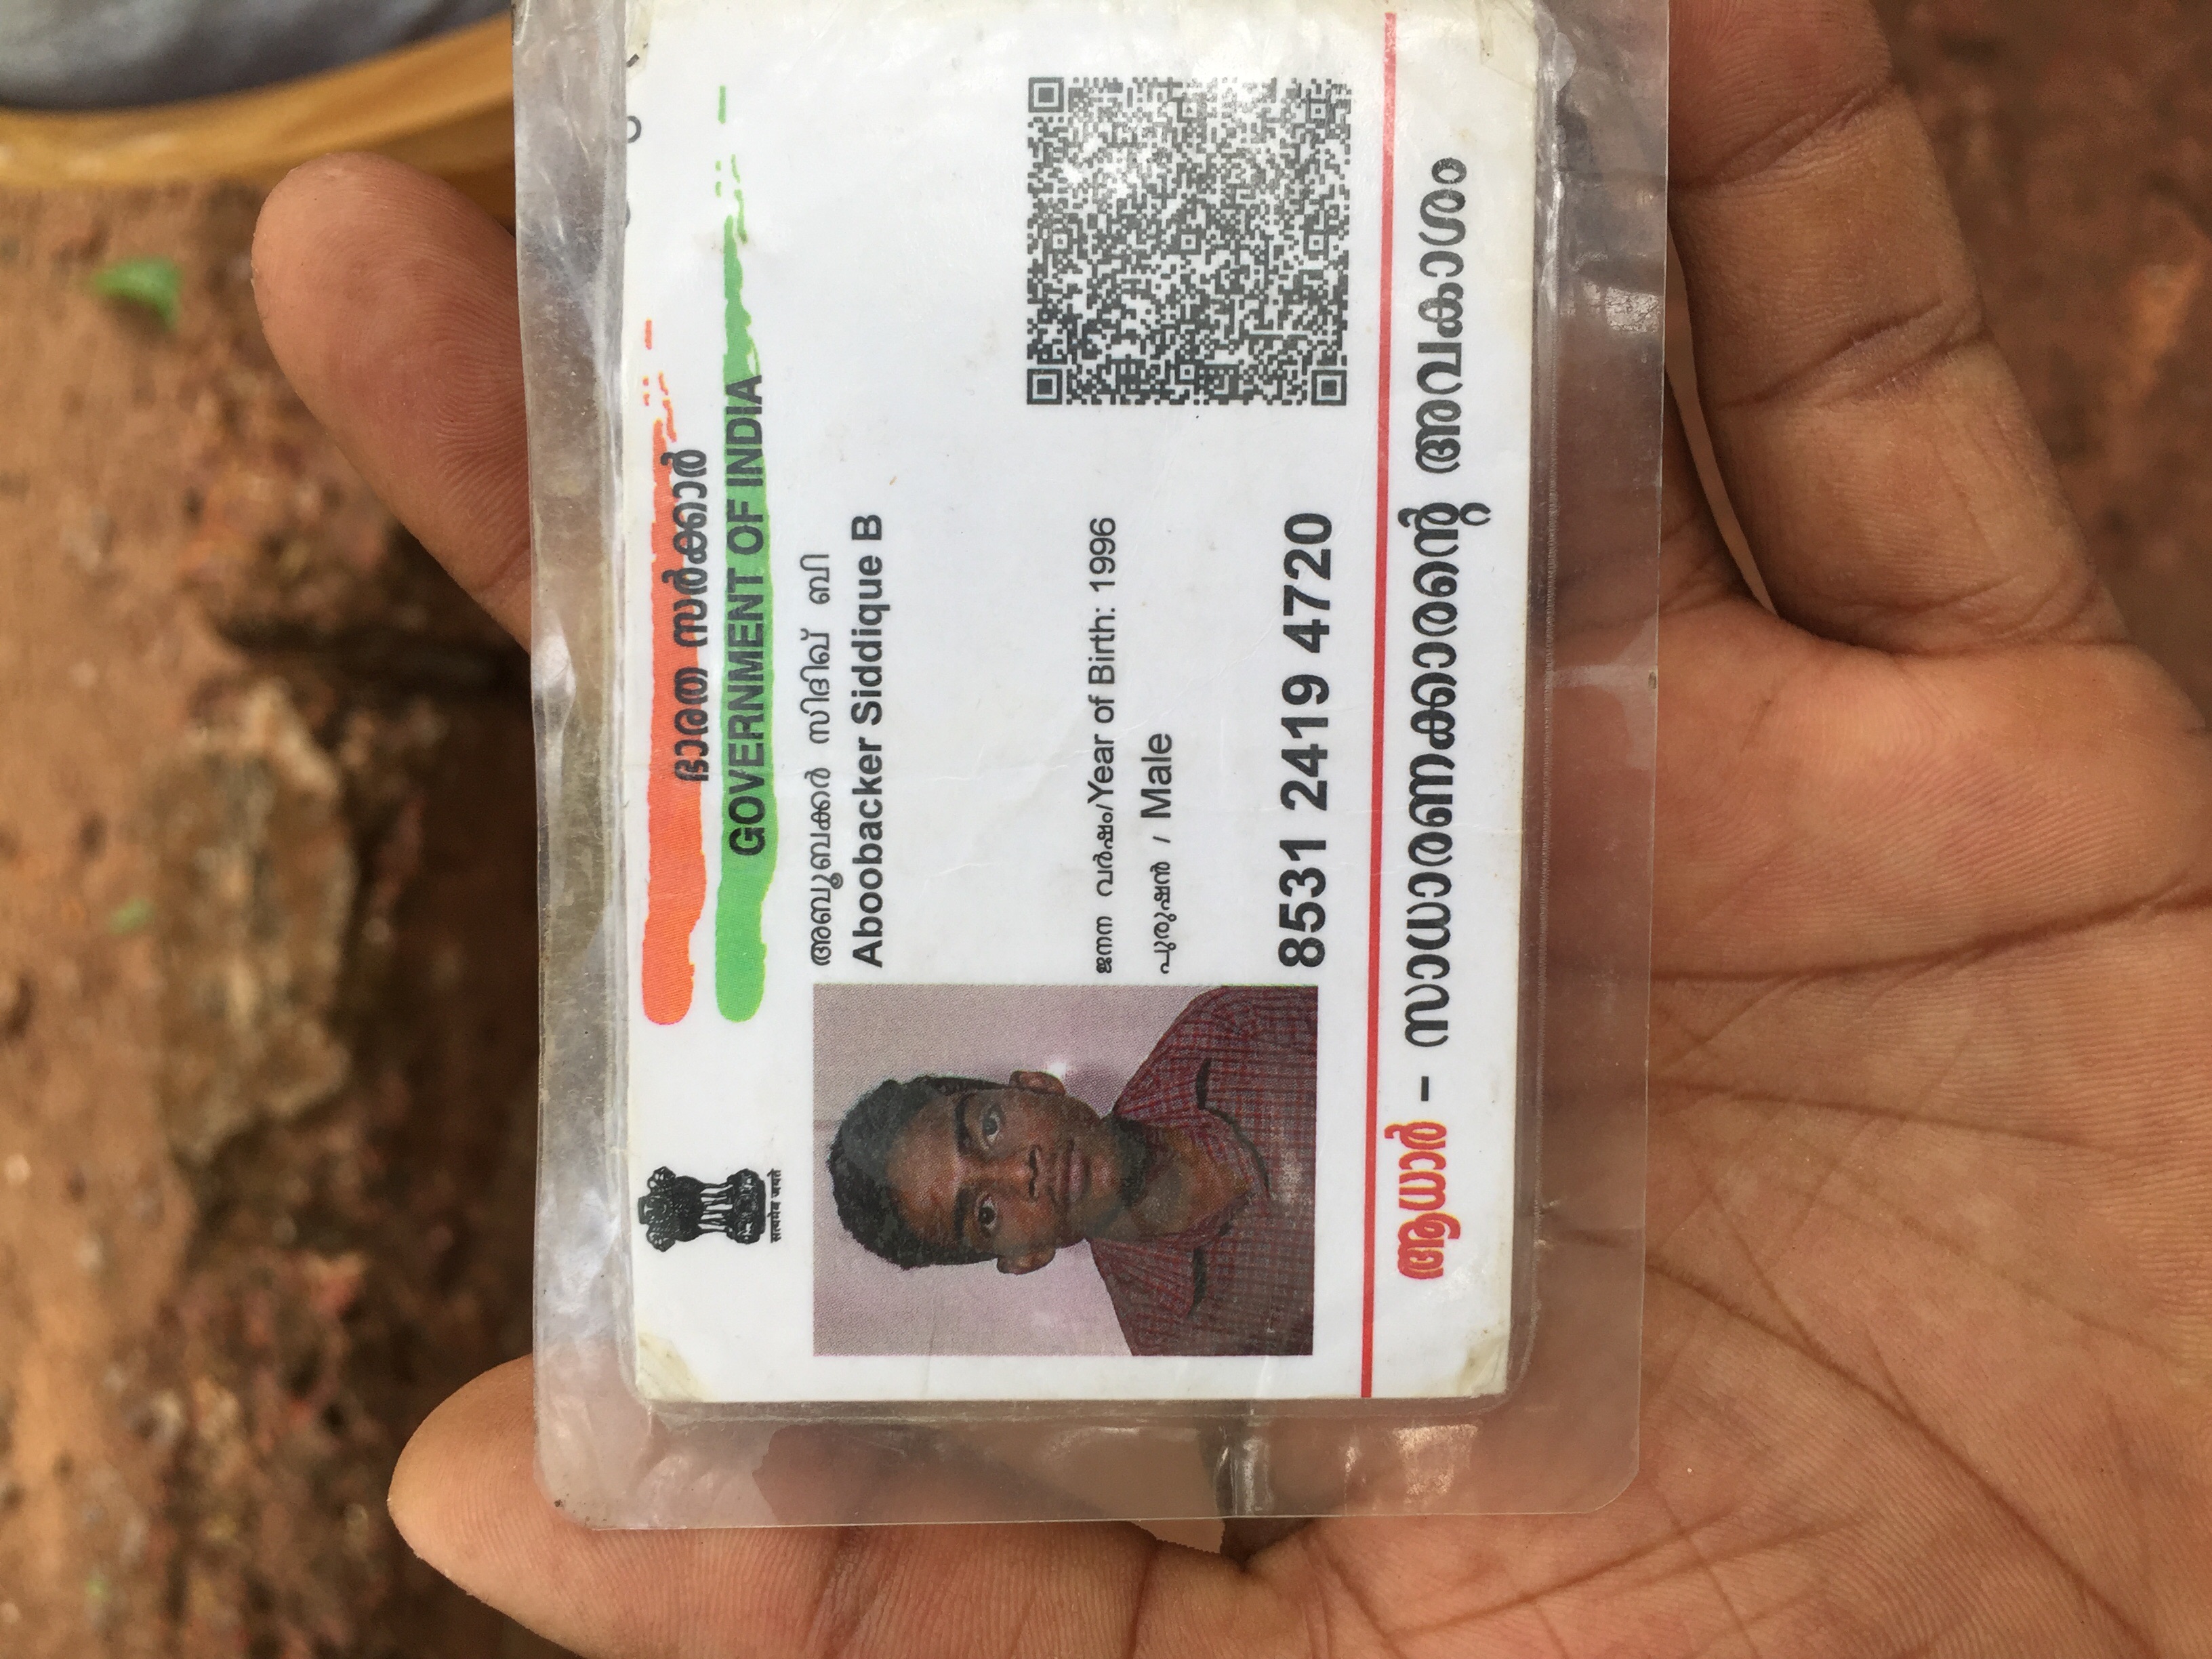 ഭാരത സർക്കാർ
GOVERNMENT OF INDIA
सत्यमेव जयते
അബൂബക്കർ സിദിഖ് ബി
Aboobacker Siddique B
ജനന വർഷം/Year of Birth: 1996
പുരുഷൻ / Male
8531 2419 4720
ആധാർ - സാധാരണക്കാരന്റെ അവകാശം